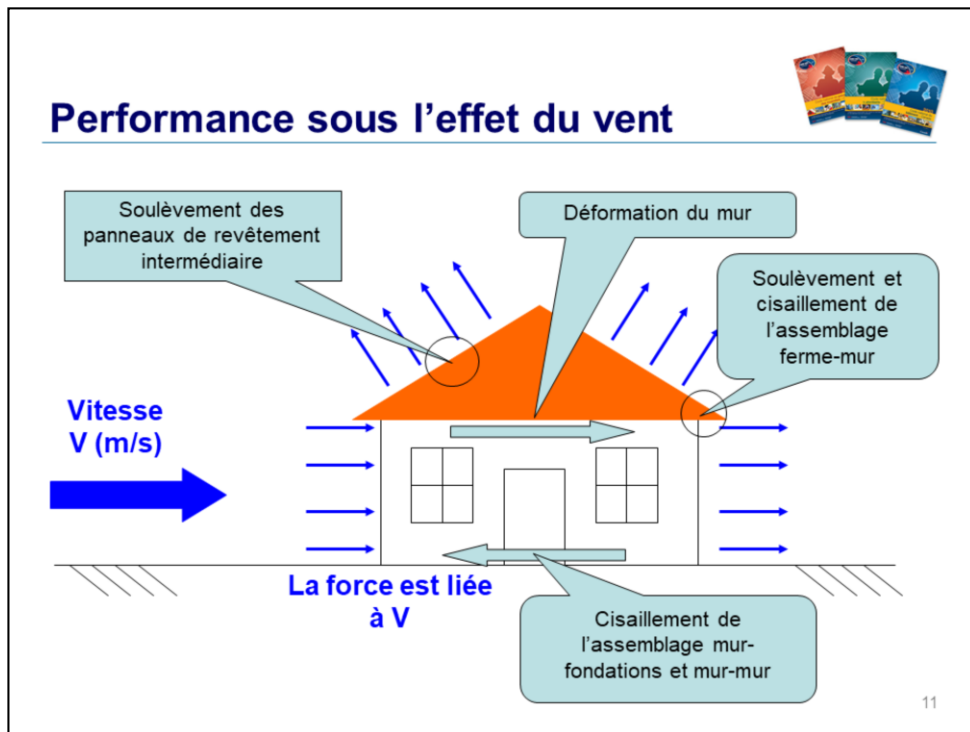 Performance sous l’effet du vent
Soulèvement des
panneaux de revêtement
intermédiaire
Déformation du mur
Soulèvement et
cisaillement de
l’assemblage
ferme-mur
Vitesse
V (m/s)
La force est liée
à V
Cisaillement de
l’assemblage mur-
fondations et mur-mur
11